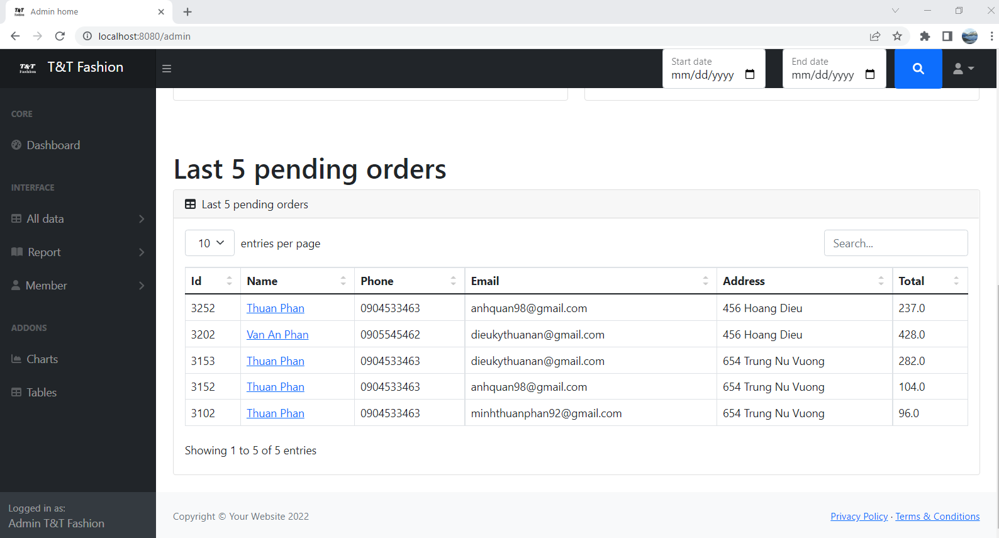 T&T Fashion Admin home
localhost:8080/admin
T&T Fashion T&T Fashion
Start date
mm/dd/yyyy
End date
mm/dd/yyyy
CORE
Dashboard
INTERFACE
All data
Report
Member
ADDONS
Charts
Tables
Logged in as:
Admin T&T Fashion
Last 5 pending orders
Last 5 pending orders
10 entries per page
Search...
Id Name Phone Email Address Total
3252 Thuan Phan 0904533463 anhquan98@gmail.com 456 Hoang Dieu 237.0
3202 Van An Phan 0905545462 dieukythuanan@gmail.com 456 Hoang Dieu 428.0
3153 Thuan Phan 0904533463 dieukythuanan@gmail.com 654 Trung Nu Vuong 282.0
3152 Thuan Phan 0904533463 anhquan98@gmail.com 654 Trung Nu Vuong 104.0
3102 Thuan Phan 0904533463 minhthuanphan92@gmail.com 654 Trung Nu Vuong 96.0
Showing 1 to 5 of 5 entries
Copyright © Your Website 2022
Privacy Policy · Terms & Conditions